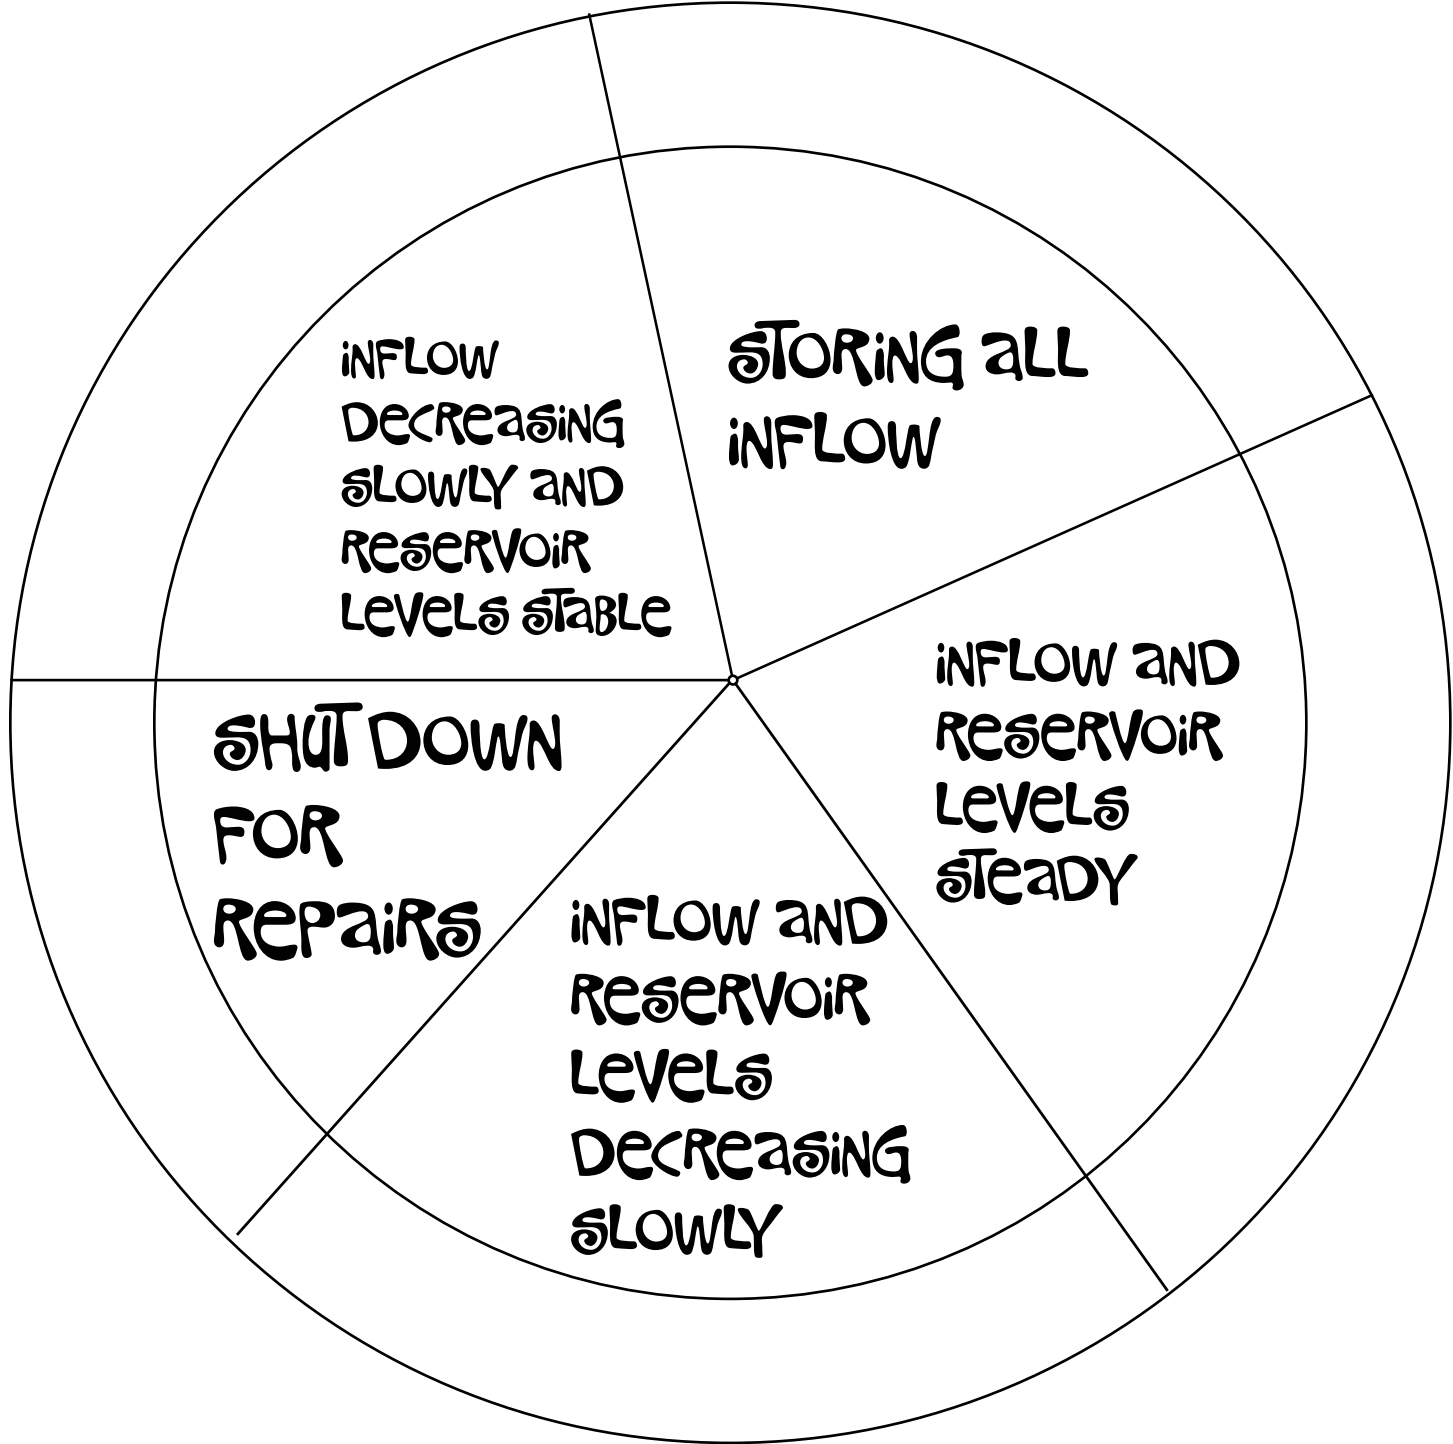 STORING ALL
INFLOW
INFLOW AND
RESERVOIR
LEVELS
STEADY
INFLOW AND
RESERVOIR
LEVELS
DECREASING
SLOWLY
SHUT DOWN
FOR
REPAIRS
INFLOW
DECREASING
SLOWLY AND
RESERVOIR
LEVELS STABLE